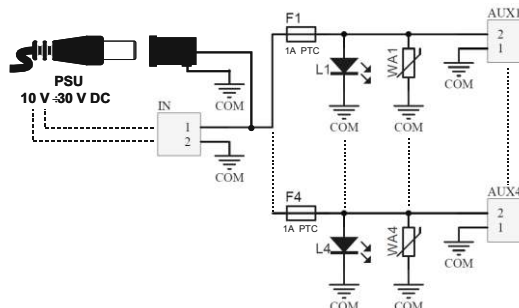 F1
1A PTC
AUX1
2
1
L1
WA1
COM
COM
COM
COM
PSU
10 V ÷30 V DC
IN
1
2
COM
F4
1A PTC
AUX4
2
1
L4
WA4
COM
COM
COM